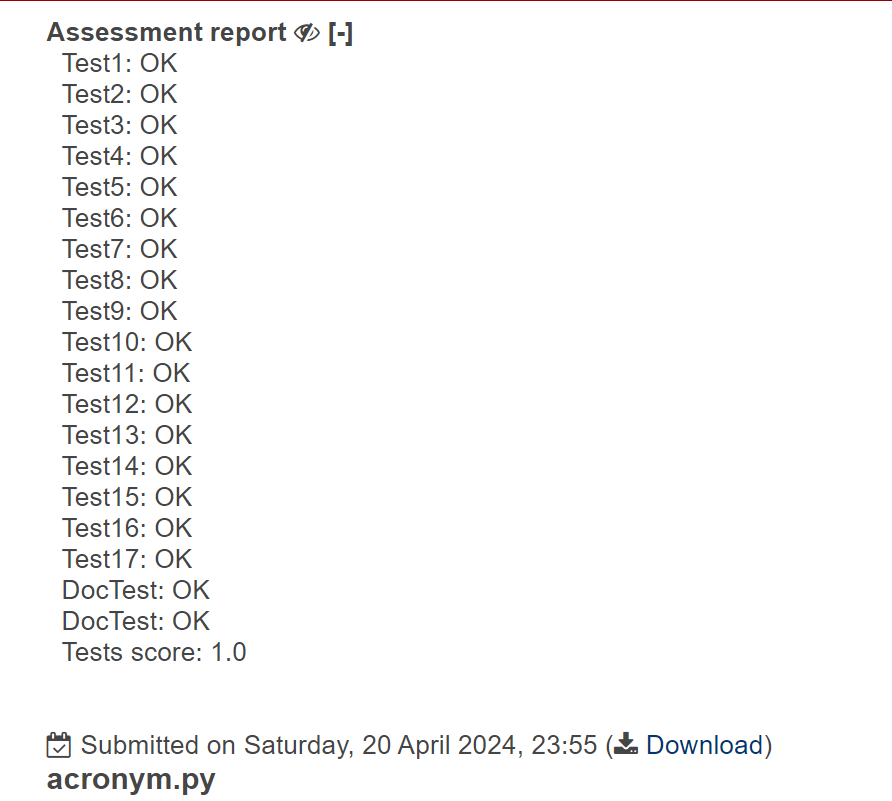 Assessment report [-]
Test1: OK
Test2: OK
Test3: OK
Test4: OK
Test5: OK
Test6: OK
Test7: OK
Test8: OK
Test9: OK
Test10: OK
Test11: OK
Test12: OK
Test13: OK
Test14: OK
Test15: OK
Test16: OK
Test17: OK
DocTest: OK
DocTest: OK
Tests score: 1.0
Submitted on Saturday, 20 April 2024, 23:55 (Download)
acronym.py